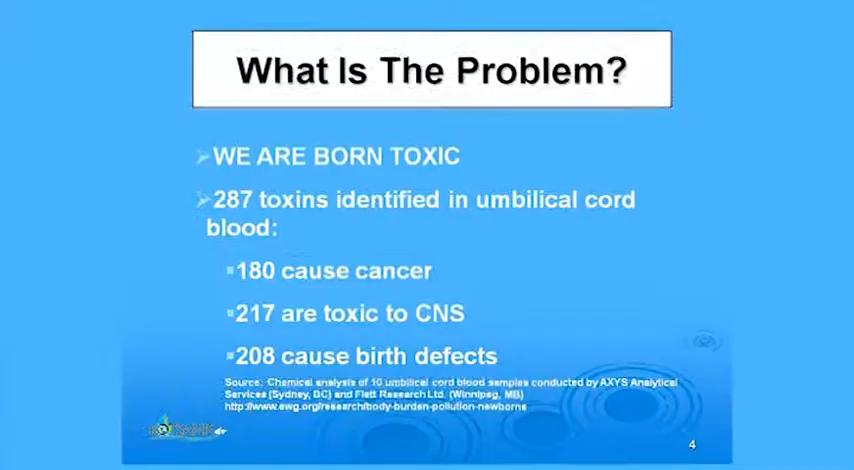 What Is The Problem?
WE ARE BORN TOXIC
287 toxins identified in umbilical cord
blood:
180 cause cancer
217 are toxic to CNS
208 cause birth defects
Source: Chemical analysis of 10 umbilical cord blood samples conducted by AXYS Analytical
Services (Sydney, BC) and Flett Research Ltd. (Winnipeg, MB)
http://www.ewg.org/research/body-burden-pollution-newborns
4